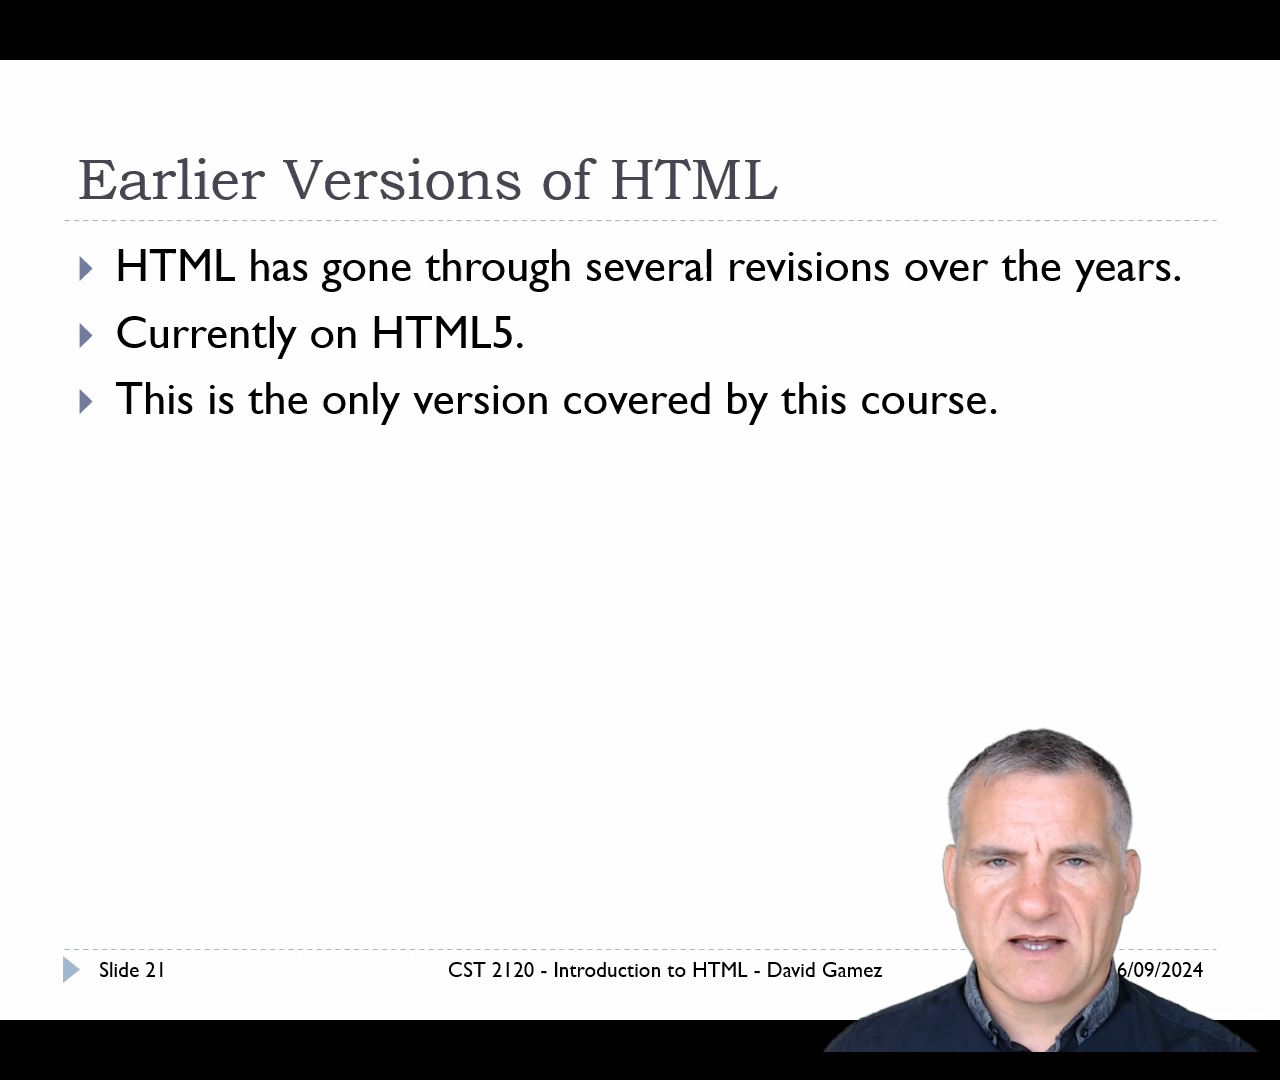 Earlier Versions of HTML
HTML has gone through several revisions over the years.
Currently on HTML5.
This is the only version covered by this course.
Slide 21
CST 2120 - Introduction to HTML - David Gamez
6/09/2024